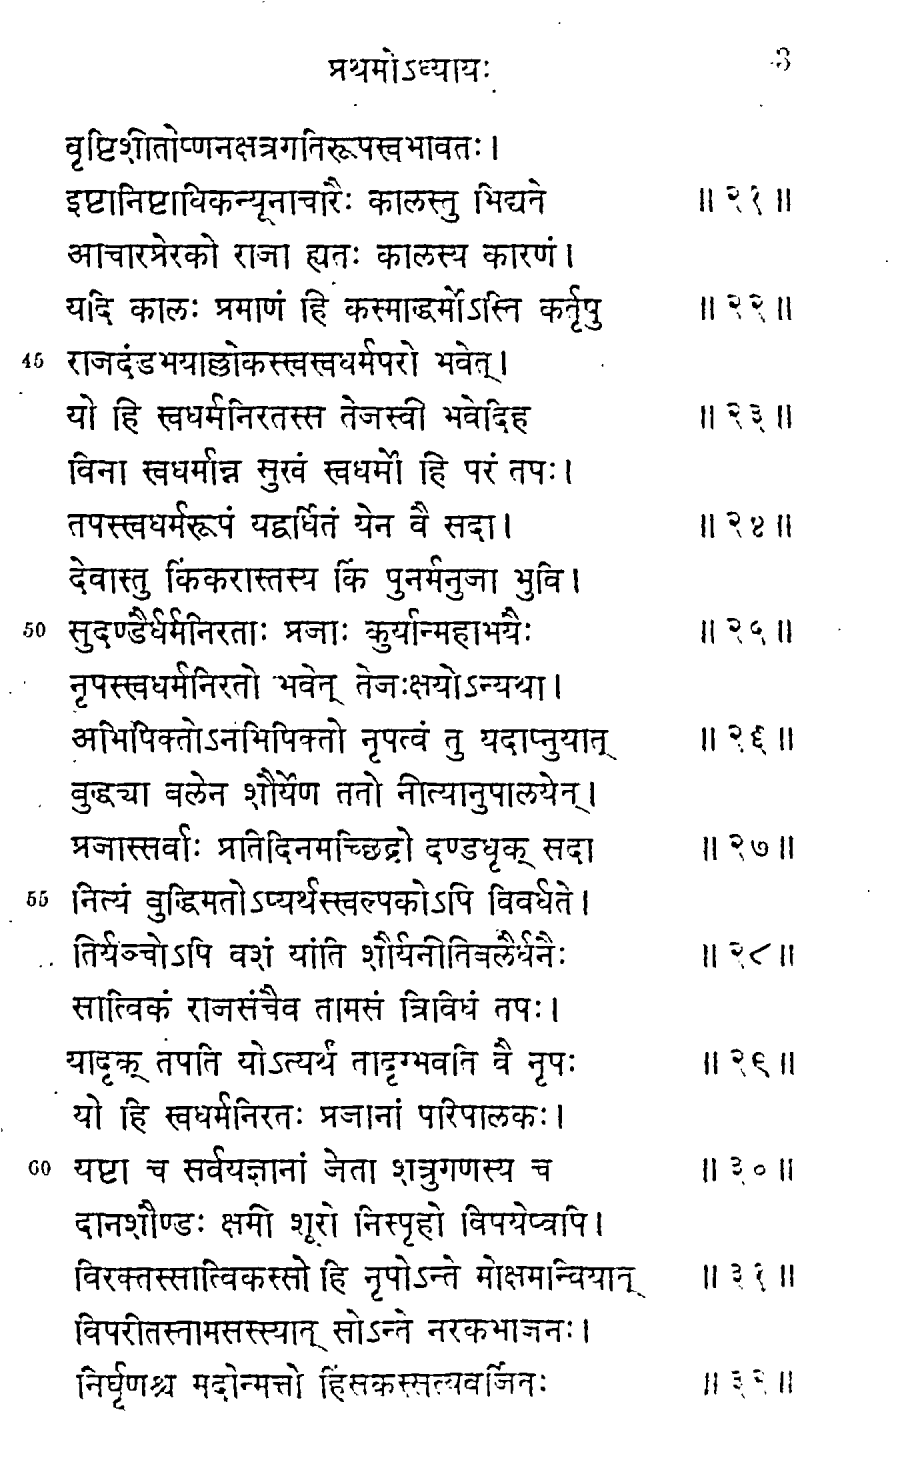 प्रथमोऽध्यायः ३
वृष्टिशीतोष्णनक्षत्रगतिरूपस्वभावतः।
इष्टानिष्टाधिकन्यूनाचारैः कालस्तु भिद्यते ॥ २१ ॥
आचारप्रेरको राजा ह्यतः कालस्य कारणं।
यदि कालः प्रमाणं हि कस्माद्धर्मोऽस्ति कर्तृषु ॥ २२ ॥
45 राजदंडभयाल्लोकस्स्वस्वधर्मपरो भवेत्।
यो हि स्वधर्मनिरतस्स तेजस्वी भवेदिह ॥ २३ ॥
विना स्वधर्मान्न सुखं स्वधर्मो हि परं तपः।
तपस्स्वधर्मरूपं यद्वर्धितं येन वै सदा। ॥ २४ ॥
देवास्तु किंकरास्तस्य किं पुनर्मनुजा भुवि।
50 सुदण्डैर्धर्मनिरताः प्रजाः कुर्यान्महाभयैः ॥ २५ ॥
नृपस्स्वधर्मनिरतो भवेत् तेजःक्षयोऽन्यथा।
अभिषिक्तोऽनभिषिक्तो नृपत्वं तु यदाप्नुयात् ॥ २६ ॥
बुद्ध्या बलेन शौर्येण ततो नीत्यानुपालयेत्।
प्रजास्सर्वाः प्रतिदिनमच्छिद्रो दण्डधृक् सदा ॥ २७ ॥
55 नित्यं बुद्धिमतोऽप्यर्थस्स्वल्पकोऽपि विवर्धते।
तिर्यञ्चोऽपि वशं यांति शौर्यनीतिबलैर्धनैः ॥ २८ ॥
सात्विकं राजसंचैव तामसं त्रिविधं तपः।
यादृक् तपति योऽत्यर्थं तादृग्भवति वै नृपः ॥ २९ ॥
यो हि स्वधर्मनिरतः प्रजानां परिपालकः।
60 यष्टा च सर्वयज्ञानां जेता शत्रुगणस्य च ॥ ३० ॥
दानशौण्डः क्षमी शूरो निस्पृहो विषयेष्वपि।
विरक्तस्सात्विकस्सो हि नृपोऽन्ते मोक्षमन्वियात् ॥ ३१ ॥
विपरीतस्तामसस्स्यात् सोऽन्ते नरकभाजनः।
निर्घृणश्च मदोन्मत्तो हिंसकस्सत्यवर्जितः ॥ ३२ ॥